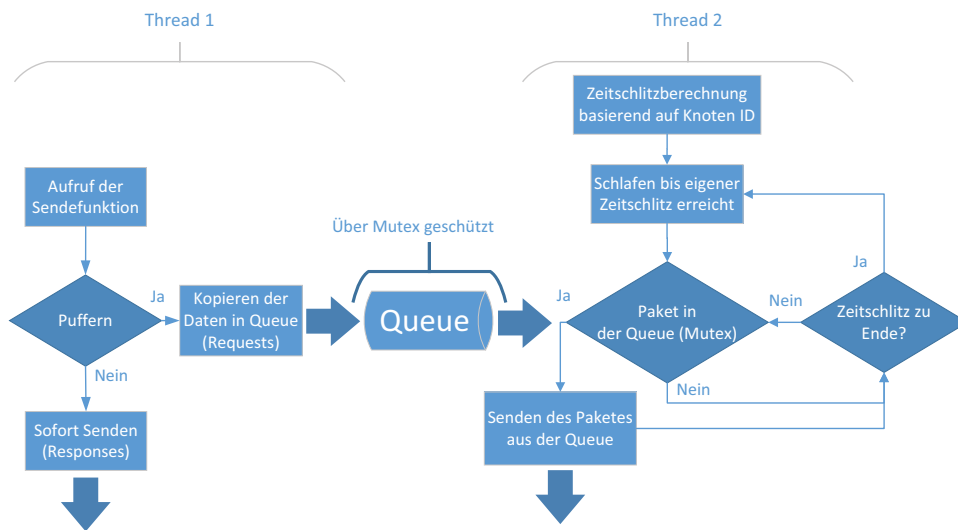 Thread 1
Thread 2
Zeitschlitzberechnung
basierend auf Knoten ID
Aufruf der
Sendefunktion
Schlafen bis eigener
Zeitschlitz erreicht
Über Mutex geschützt
Ja
Puffern
Ja
Kopieren der
Daten in Queue
(Requests)
Queue
Ja
Paket in
der Queue (Mutex)
Nein
Zeitschlitz zu
Ende?
Nein
Nein
Sofort Senden
(Responses)
Senden des Paketes
aus der Queue